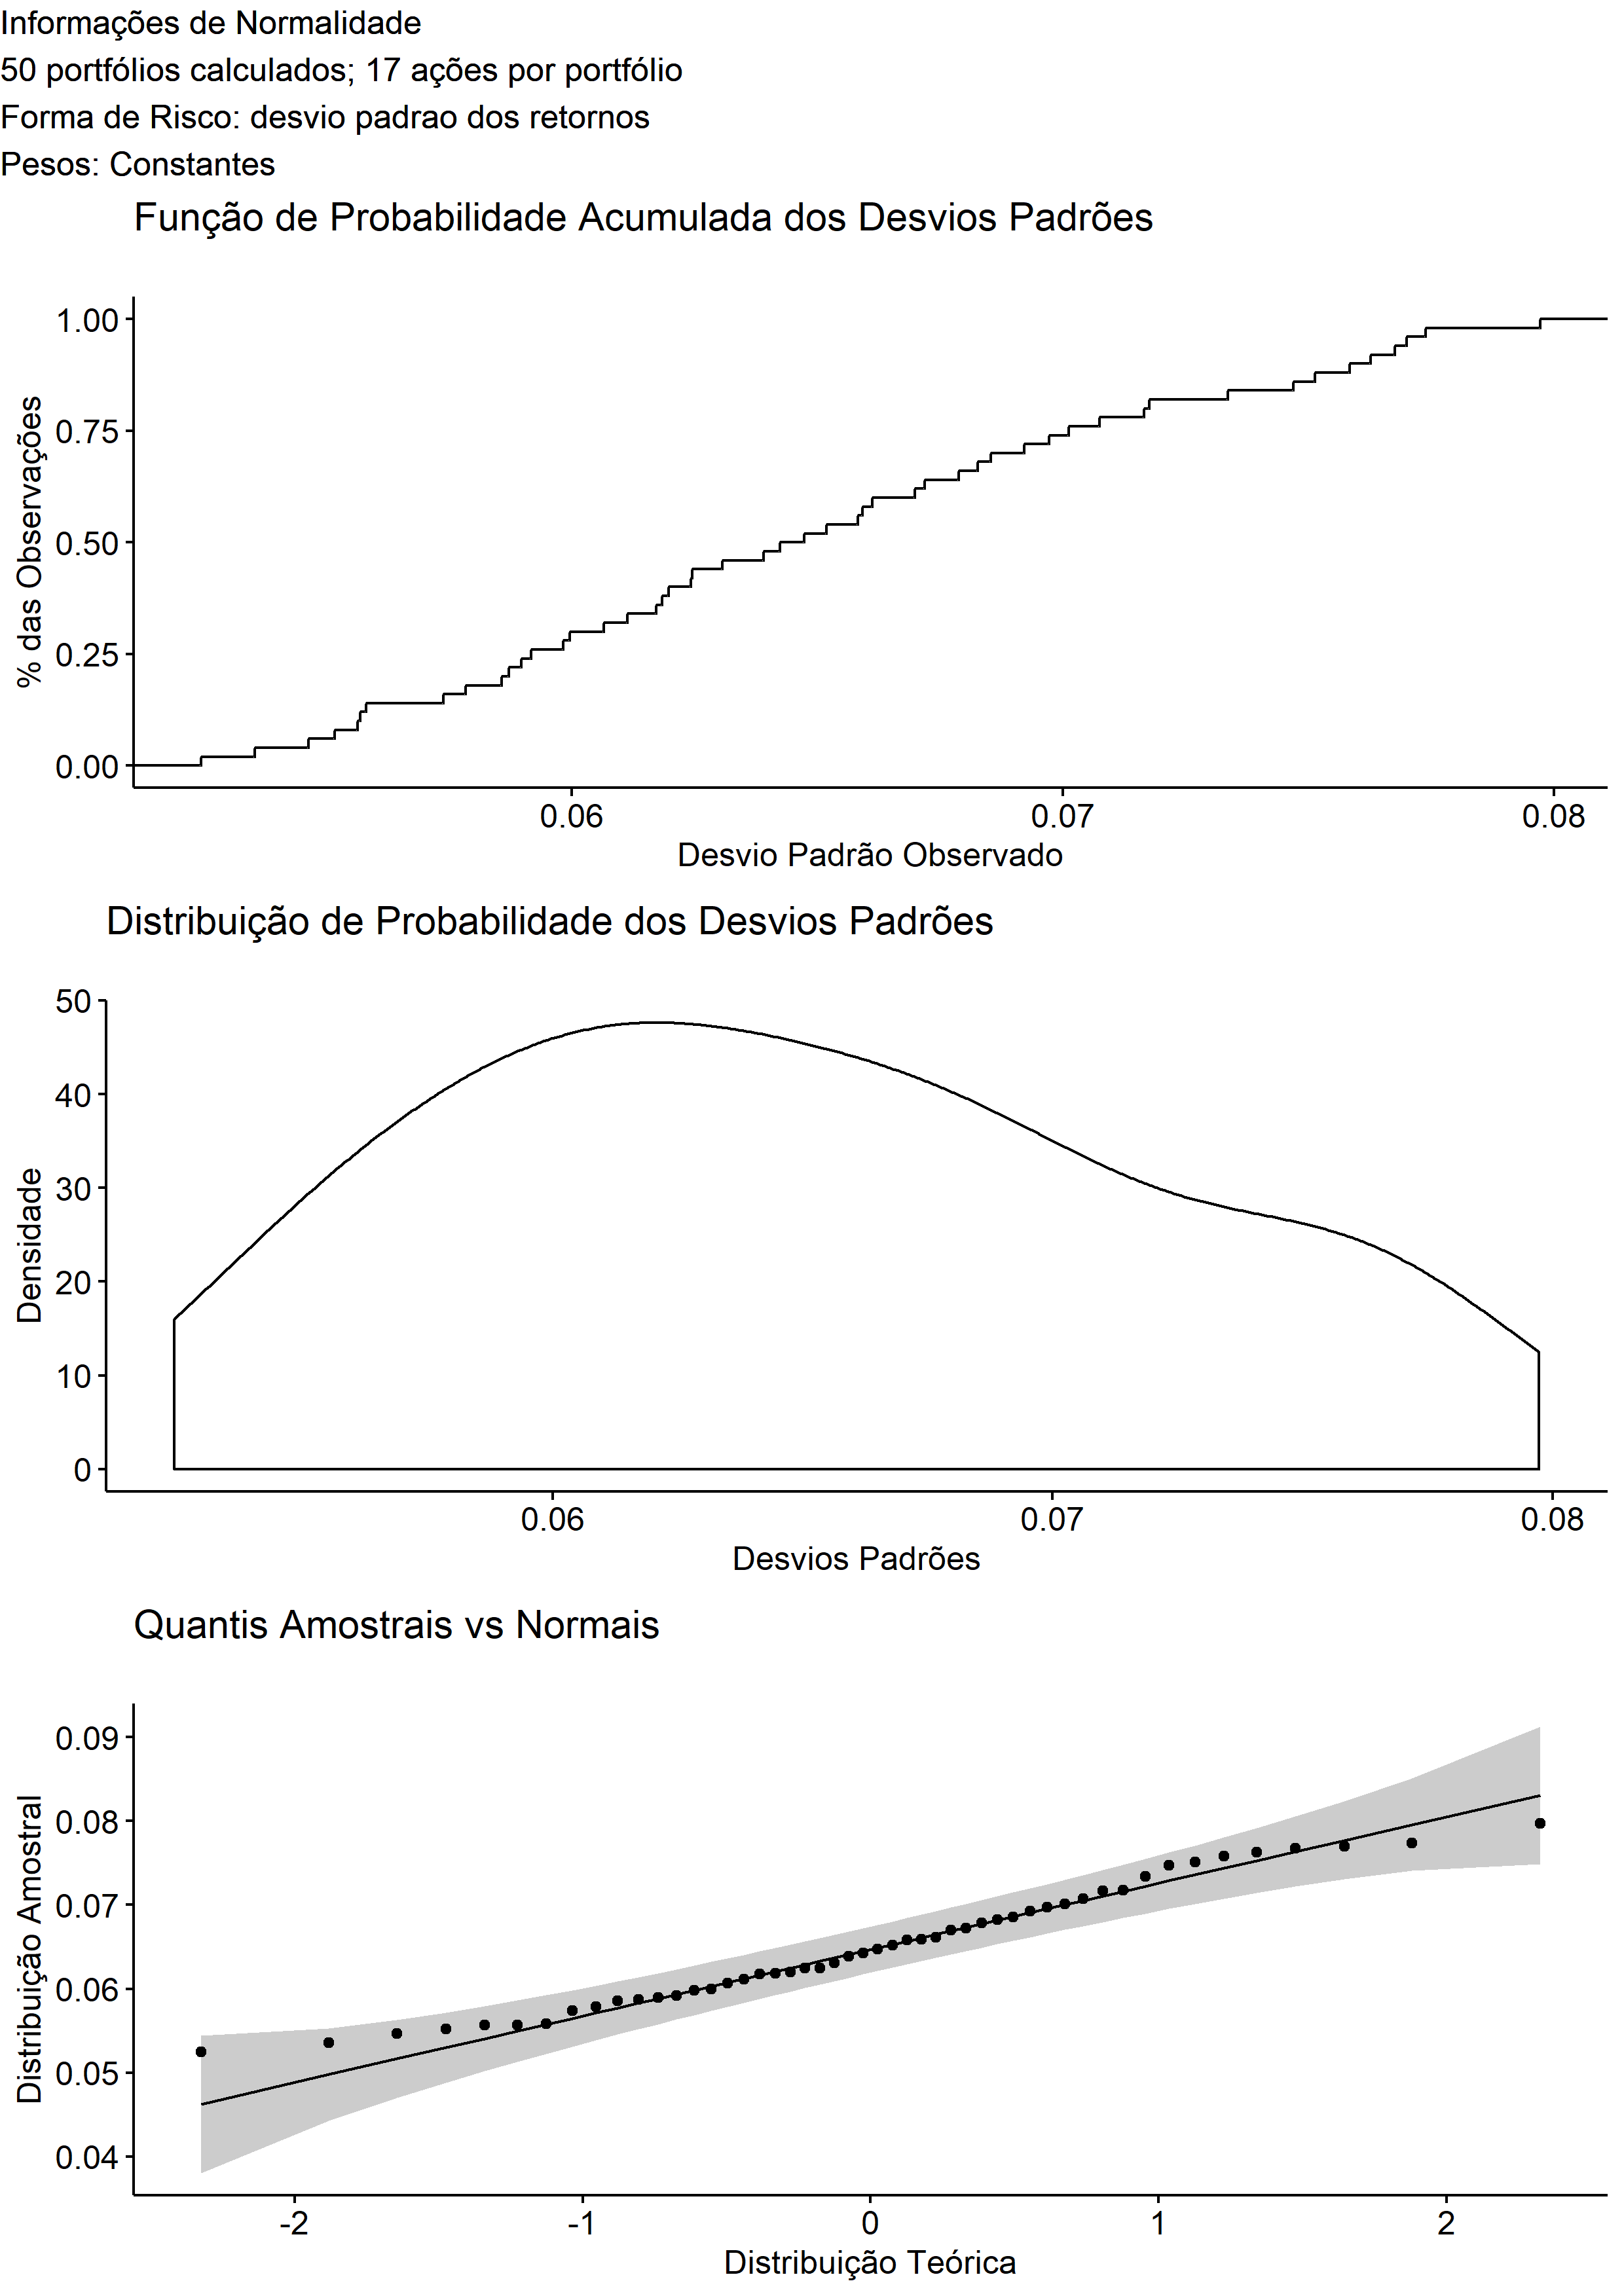 Informações de Normalidade
50 portfólios calculados; 17 ações por portfólio
Forma de Risco: desvio padrao dos retornos
Pesos: Constantes
Função de Probabilidade Acumulada dos Desvios Padrões
% das Observações
1.00
0.75
0.50
0.25
0.00
0.06 0.07 0.08
Desvio Padrão Observado
Distribuição de Probabilidade dos Desvios Padrões
Densidade
50
40
30
20
10
0
0.06 0.07 0.08
Desvios Padrões
Quantis Amostrais vs Normais
Distribuição Amostral
0.09
0.08
0.07
0.06
0.05
0.04
-2 -1 0 1 2
Distribuição Teórica